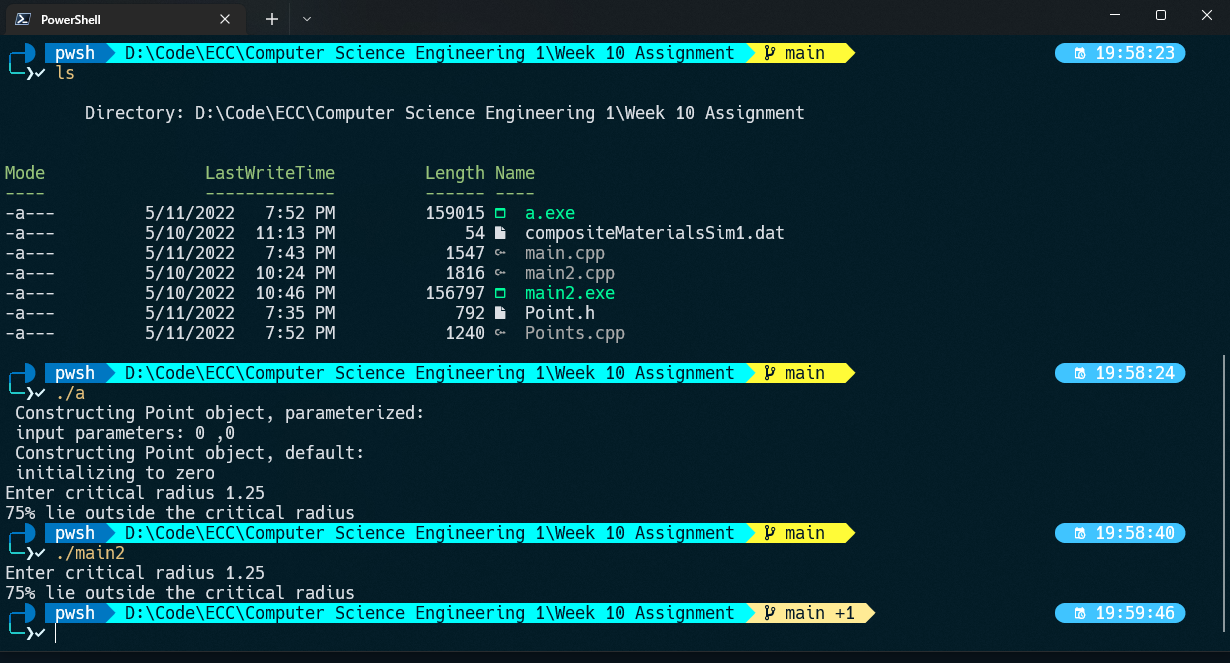 PowerShell
pwsh D:\Code\ECC\Computer Science Engineering 1\Week 10 Assignment main 19:58:23
ls
Directory: D:\Code\ECC\Computer Science Engineering 1\Week 10 Assignment
Mode LastWriteTime Length Name
---- ------------- ------ ----
-a--- 5/11/2022 7:52 PM 159015 a.exe
-a--- 5/10/2022 11:13 PM 54 compositeMaterialsSim1.dat
-a--- 5/11/2022 7:43 PM 1547 main.cpp
-a--- 5/10/2022 10:24 PM 1816 main2.cpp
-a--- 5/10/2022 10:46 PM 156797 main2.exe
-a--- 5/11/2022 7:35 PM 792 Point.h
-a--- 5/11/2022 7:52 PM 1240 Points.cpp
pwsh D:\Code\ECC\Computer Science Engineering 1\Week 10 Assignment main 19:58:24
./a
Constructing Point object, parameterized:
input parameters: 0 ,0
Constructing Point object, default:
initializing to zero
Enter critical radius 1.25
75% lie outside the critical radius
pwsh D:\Code\ECC\Computer Science Engineering 1\Week 10 Assignment main 19:58:40
./main2
Enter critical radius 1.25
75% lie outside the critical radius
pwsh D:\Code\ECC\Computer Science Engineering 1\Week 10 Assignment main +1 19:59:46